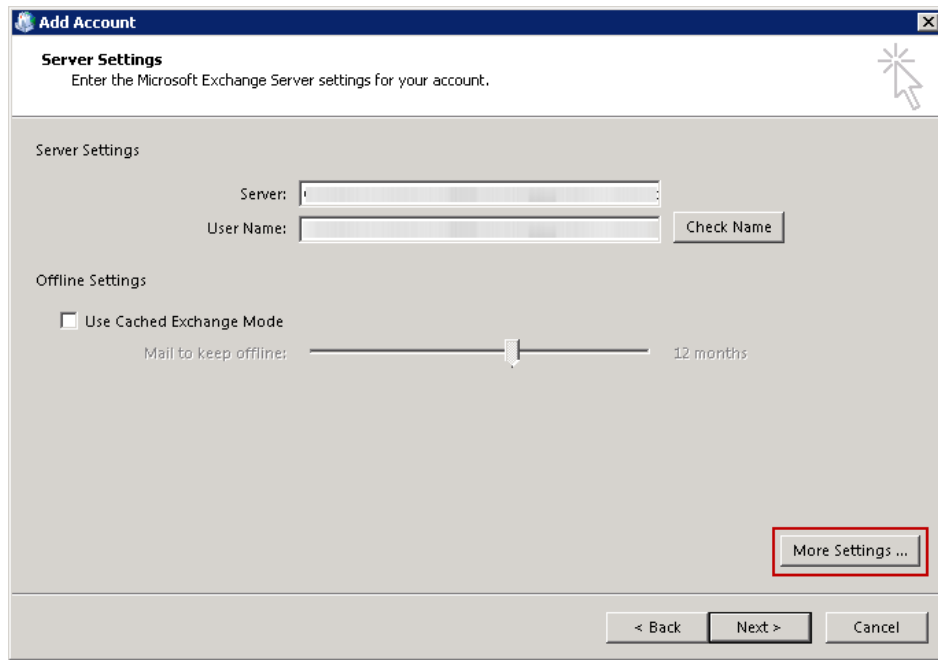 Add Account
Server Settings
Enter the Microsoft Exchange Server settings for your account.
Server Settings
Server:
User Name:
Check Name
Offline Settings
Use Cached Exchange Mode
Mail to keep offline: 12 months
More Settings ...
< Back Next > Cancel